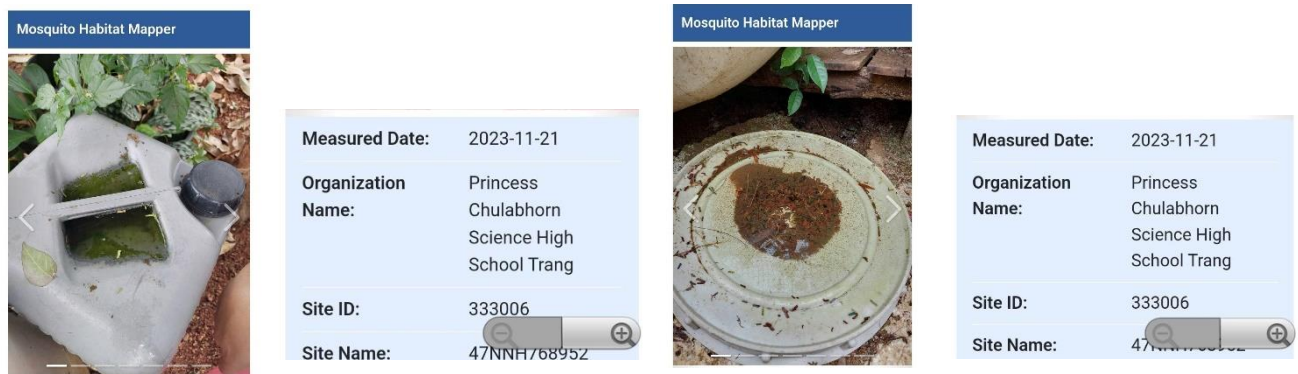 Mosquito Habitat Mapper
Measured Date: 2023-11-21
Organization Princess
Name: Chulabhorn
Science High
School Trang
Site ID: 333006
Site Name: 47NNH768952
Mosquito Habitat Mapper
Measured Date: 2023-11-21
Organization Princess
Name: Chulabhorn
Science High
School Trang
Site ID: 333006
Site Name: